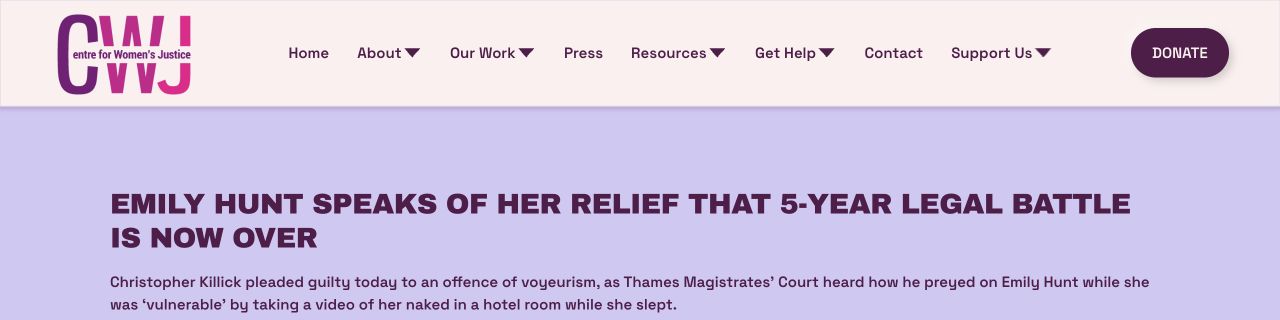 CWJ
entre for Women's Justice
Home About Our Work Press Resources Get Help Contact Support Us DONATE
EMILY HUNT SPEAKS OF HER RELIEF THAT 5-YEAR LEGAL BATTLE
IS NOW OVER
Christopher Killick pleaded guilty today to an offence of voyeurism, as Thames Magistrates’ Court heard how he preyed on Emily Hunt while she
was ‘vulnerable’ by taking a video of her naked in a hotel room while she slept.